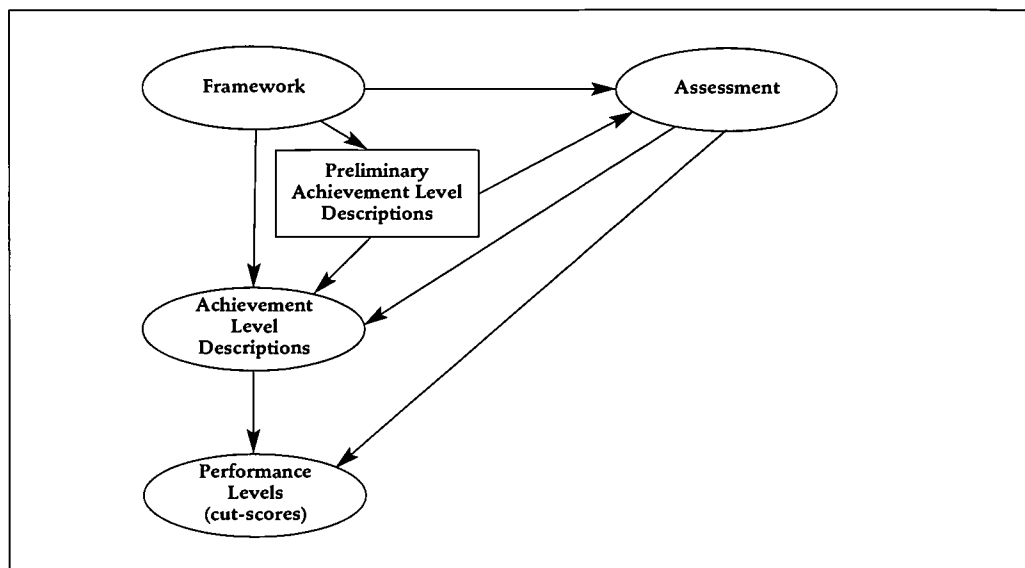 Framework
Assessment
Preliminary
Achievement Level
Descriptions
Achievement
Level
Descriptions
Performance
Levels
(cut-scores)